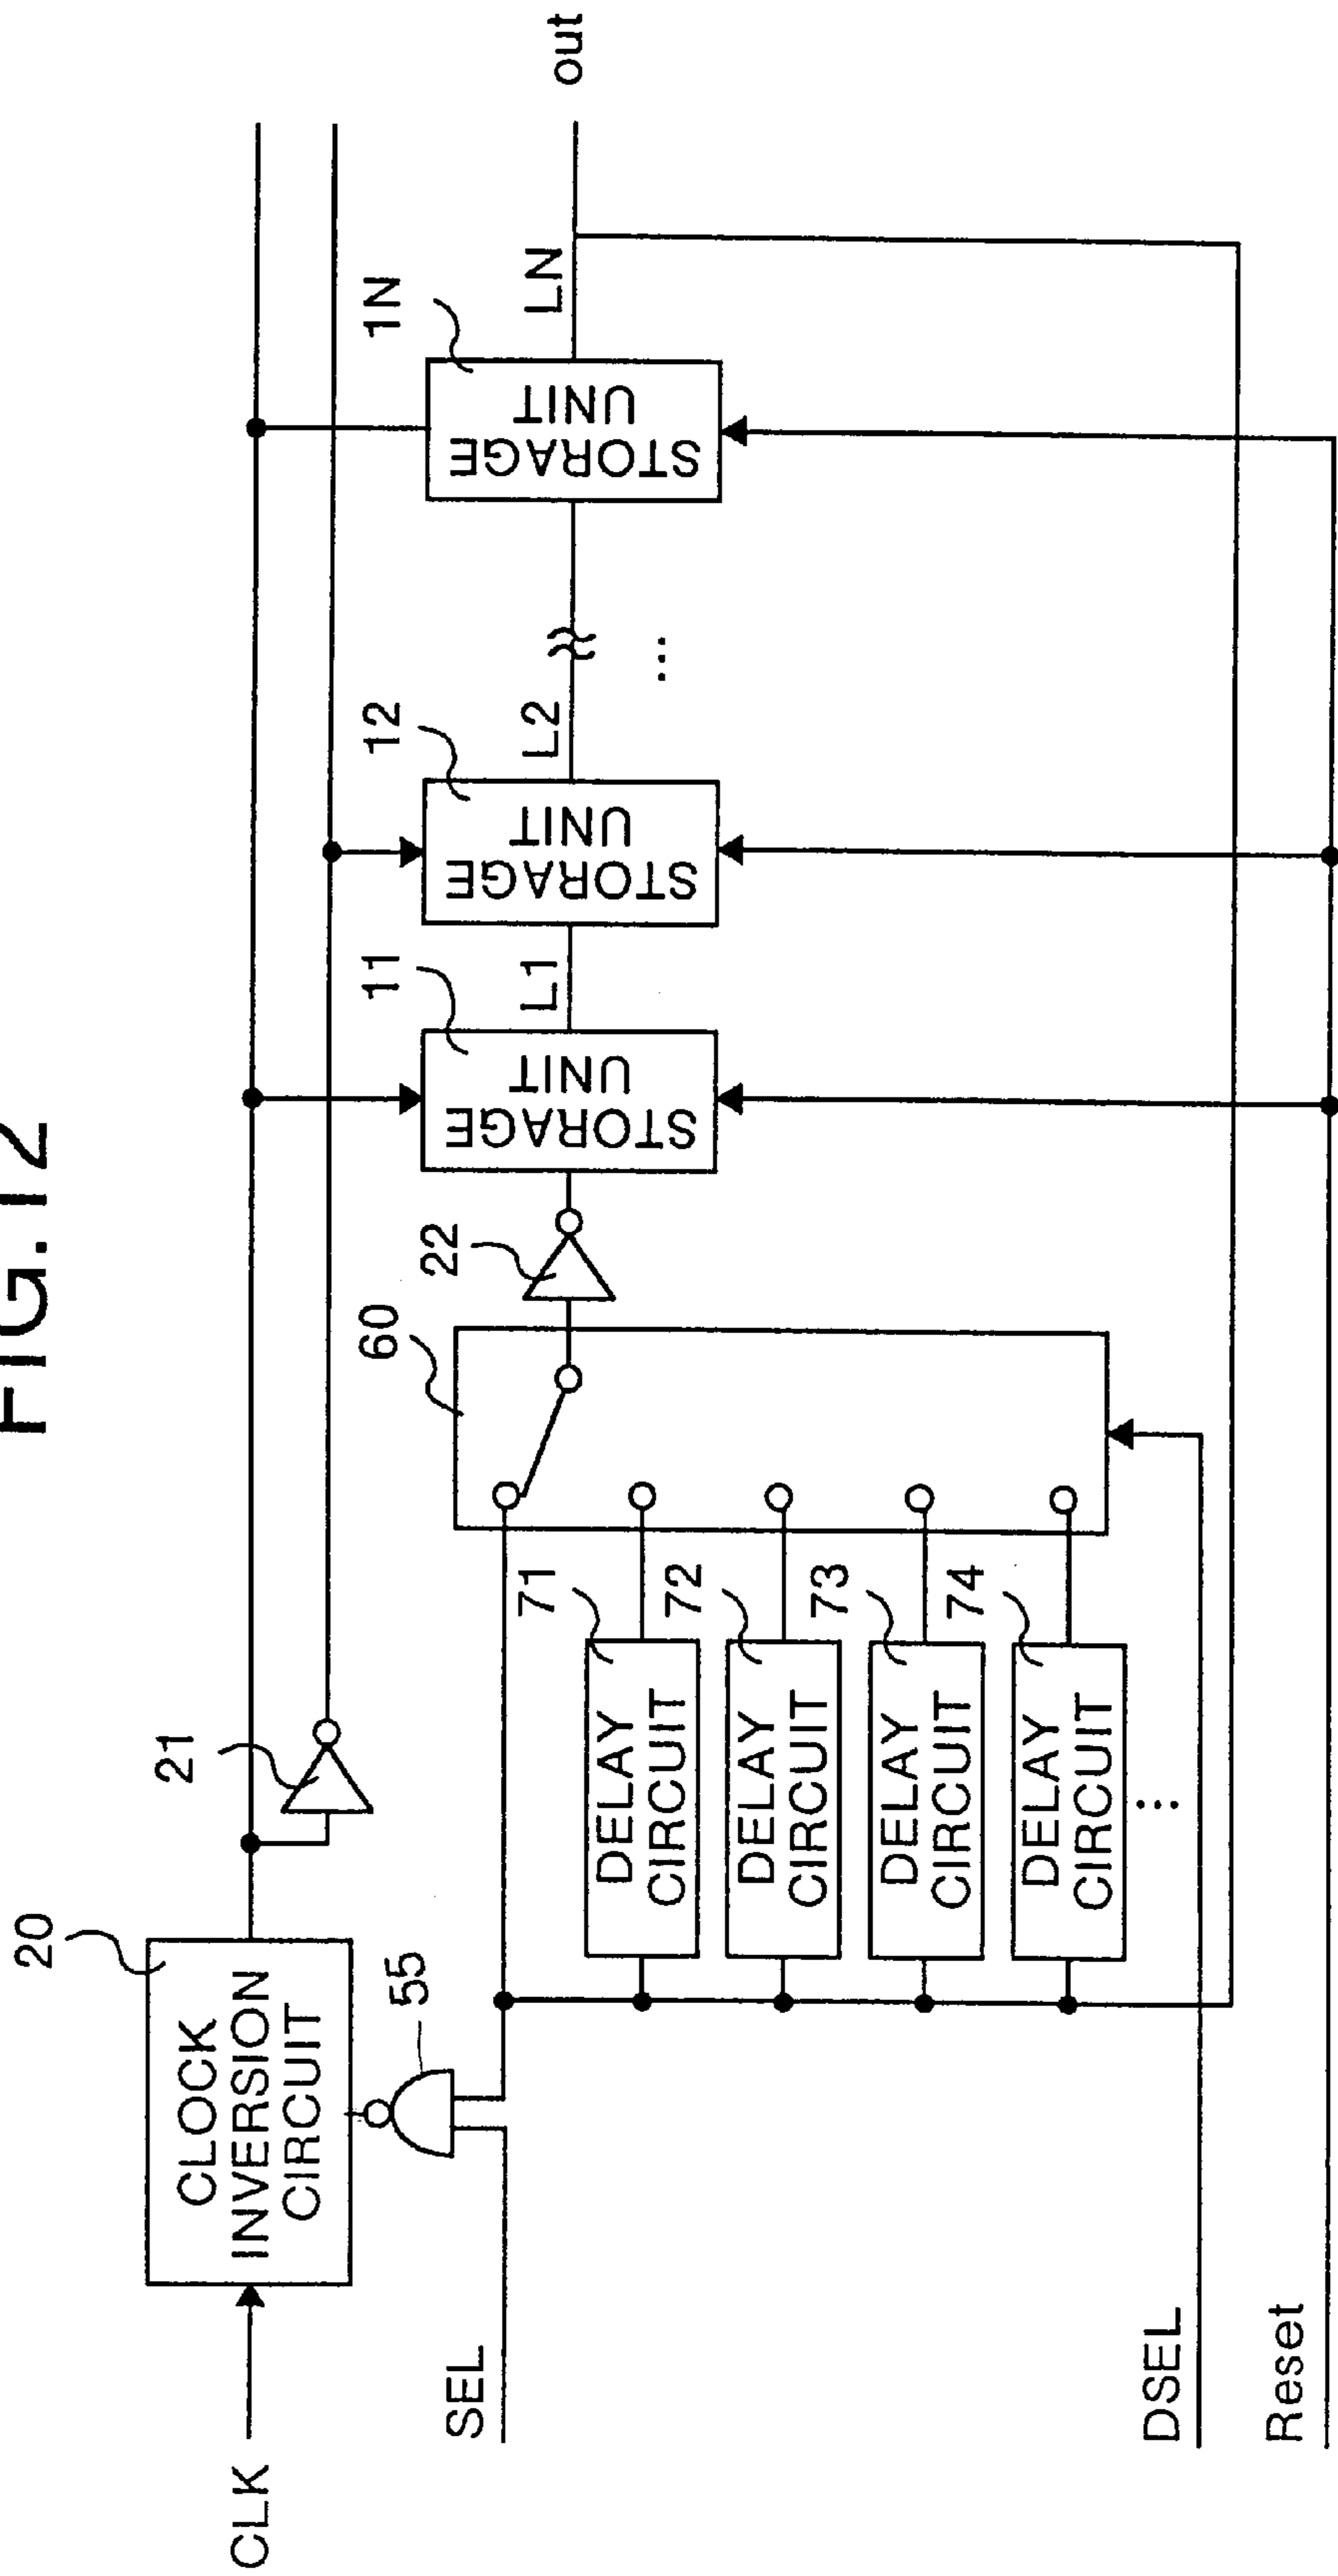 FIG.12
CLK
20
CLOCK
INVERSION
CIRCUIT
21
55
SEL
71
DELAY
CIRCUIT
72
DELAY
CIRCUIT
73
DELAY
CIRCUIT
74
DELAY
CIRCUIT
...
60
22
11
STORAGE
UNIT
L1
12
STORAGE
UNIT
L2
...
1N
STORAGE
UNIT
LN
out
DSEL
Reset